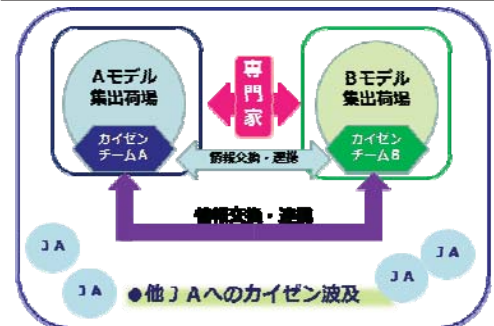 Aモデル
集出荷場
カイゼン
チームA
専
門
家
Bモデル
集出荷場
カイゼン
チームB
情報交換・連携
情報交換・連携
JA
JA
JA
JA
●他JAへのカイゼン波及